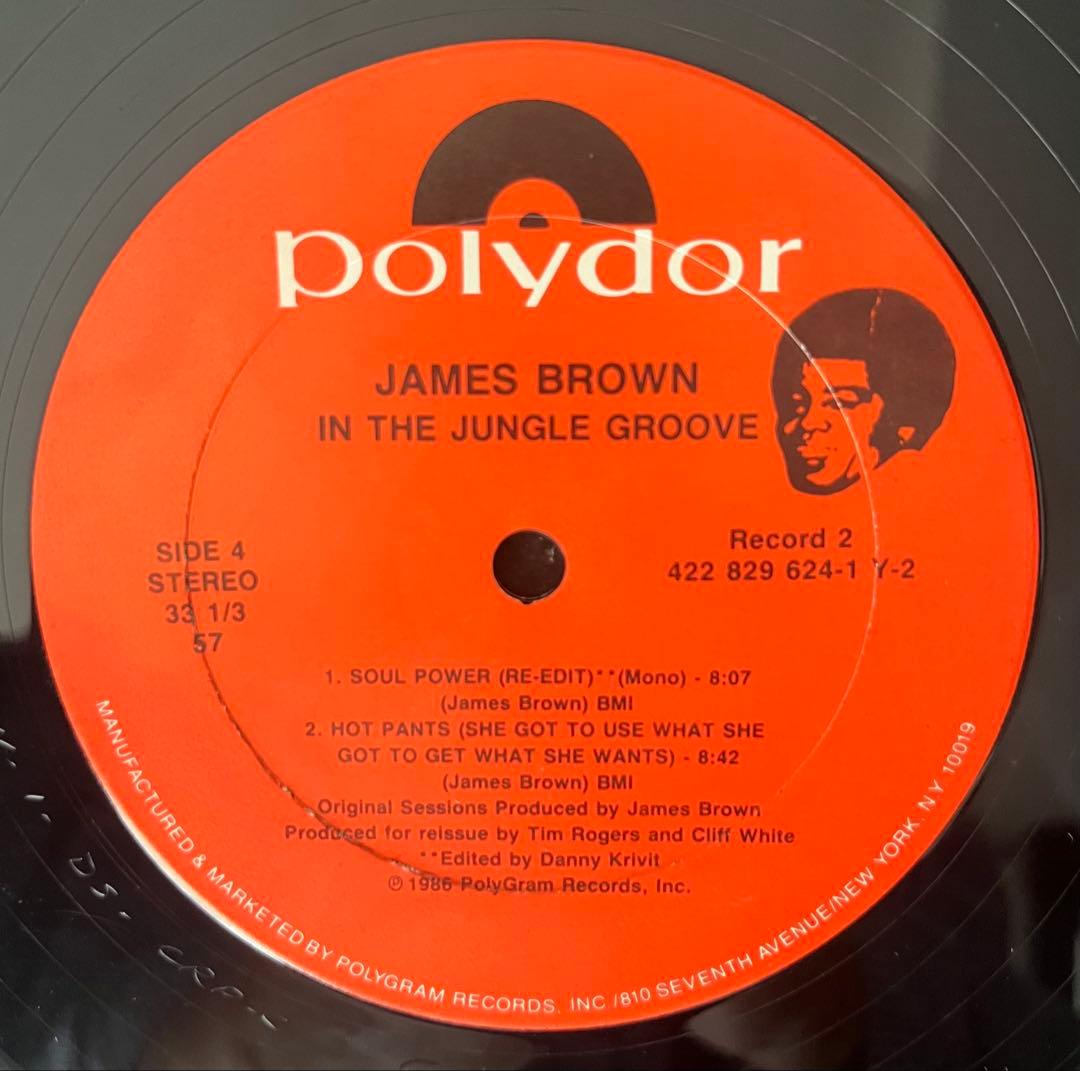 polydor
JAMES BROWN
IN THE JUNGLE GROOVE
SIDE 4
STEREO
33 1/3
57
Record 2
422 829 624-1 Y-2
1. SOUL POWER (RE-EDIT)**(Mono) - 8:07
(James Brown) BMI
2. HOT PANTS (SHE GOT TO USE WHAT SHE
GOT TO GET WHAT SHE WANTS) - 8:42
(James Brown) BMI
Original Sessions Produced by James Brown
Produced for reissue by Tim Rogers and Cliff White
**Edited by Danny Krivit
℗ 1986 PolyGram Records, Inc.
MANUFACTURED & MARKETED BY POLYGRAM RECORDS, INC /810 SEVENTH AVENUE/NEW YORK. N Y 10019